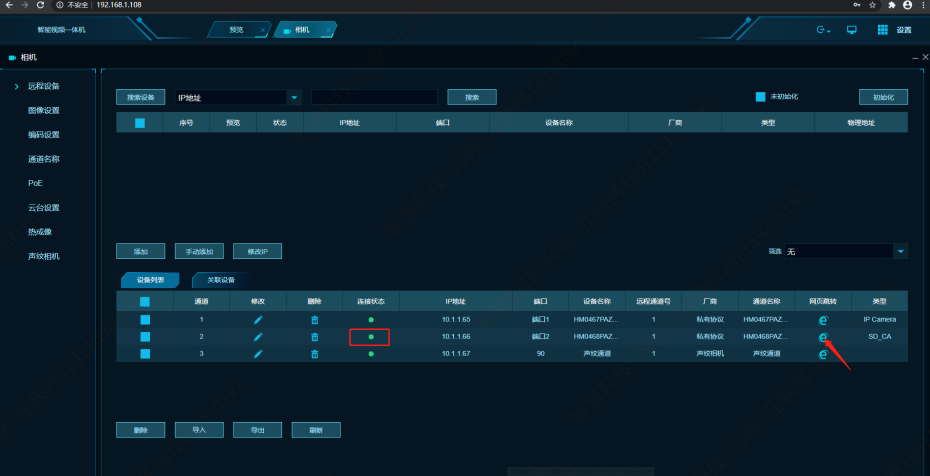 不安全 192.168.1.108
智能视频一体机 预览 × 相机 × 设置
相机
远程设备
图像设置
编码设置
通道名称
PoE
云台设置
热成像
声纹相机
搜索设备 IP地址 搜索 未初始化 初始化
序号 预览 状态 IP地址 端口 设备名称 厂商 类型 物理地址
添加 手动添加 修改IP 筛选 无
设备列表 关联设备
通道 修改 删除 连接状态 IP地址 端口 设备名称 远程通道号 厂商 通道名称 网页跳转 类型
1 10.1.1.65 端口1 HM0467PAZ... 1 私有协议 HM0467PAZ... IP Camera
2 10.1.1.66 端口2 HM0468PAZ... 1 私有协议 HM0468PAZ... SD_CA
3 10.1.1.67 90 声纹通道 1 声纹相机 声纹通道
删除 导入 导出 刷新